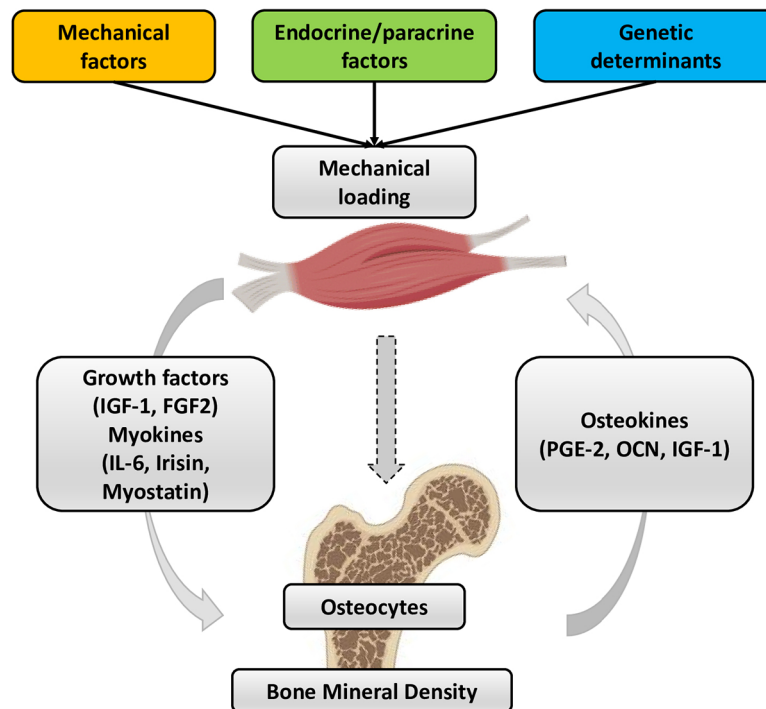 Mechanical
factors
Endocrine/paracrine
factors
Genetic
determinants
Mechanical
loading
Growth factors
(IGF-1, FGF2)
Myokines
(IL-6, Irisin,
Myostatin)
Osteokines
(PGE-2, OCN, IGF-1)
Osteocytes
Bone Mineral Density